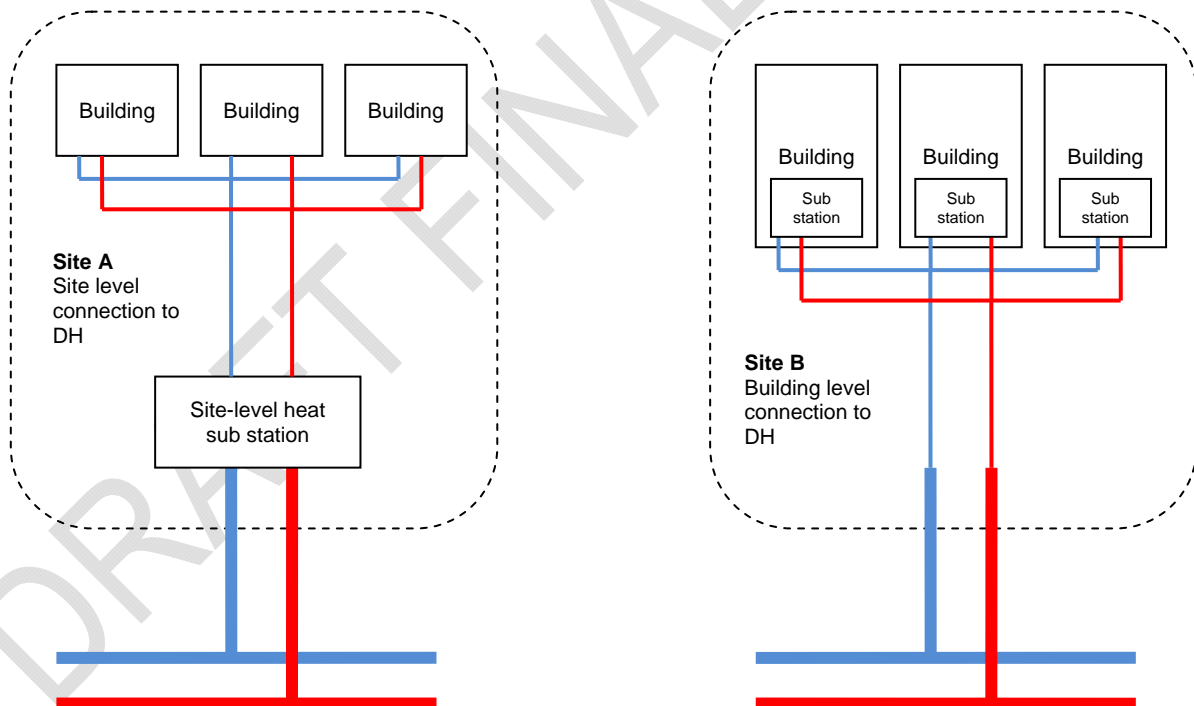 Building
Building
Building
Site A
Site level
connection to
DH
Site-level heat
sub station
Building
Building
Building
Sub
station
Sub
station
Sub
station
Site B
Building level
connection to
DH
DRAFT FINAL